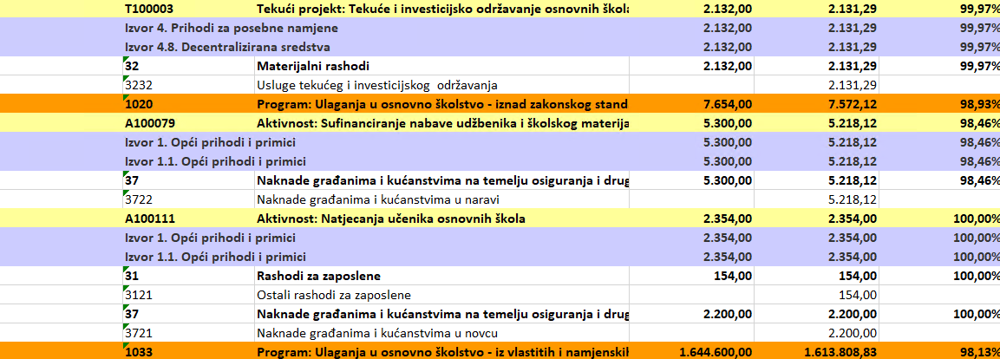 T100003 Tekući projekt: Tekuće i investicijsko održavanje osnovnih škola 2.132,00 2.131,29 99,97%
Izvor 4. Prihodi za posebne namjene 2.132,00 2.131,29 99,97%
Izvor 4.8. Decentralizirana sredstva 2.132,00 2.131,29 99,97%
32 Materijalni rashodi 2.132,00 2.131,29 99,97%
3232 Usluge tekućeg i investicijskog  održavanja 2.131,29
1020 Program: Ulaganja u osnovno školstvo - iznad zakonskog stand 7.654,00 7.572,12 98,93%
A100079 Aktivnost: Sufinanciranje nabave udžbenika i školskog materija 5.300,00 5.218,12 98,46%
Izvor 1. Opći prihodi i primici 5.300,00 5.218,12 98,46%
Izvor 1.1. Opći prihodi i primici 5.300,00 5.218,12 98,46%
37 Naknade građanima i kućanstvima na temelju osiguranja i drug 5.300,00 5.218,12 98,46%
3722 Naknade građanima i kućanstvima u naravi 5.218,12
A100111 Aktivnost: Natjecanja učenika osnovnih škola 2.354,00 2.354,00 100,00%
Izvor 1. Opći prihodi i primici 2.354,00 2.354,00 100,00%
Izvor 1.1. Opći prihodi i primici 2.354,00 2.354,00 100,00%
31 Rashodi za zaposlene 154,00 154,00 100,00%
3121 Ostali rashodi za zaposlene 154,00
37 Naknade građanima i kućanstvima na temelju osiguranja i drug 2.200,00 2.200,00 100,00%
3721 Naknade građanima i kućanstvima u novcu 2.200,00
1033 Program: Ulaganja u osnovno školstvo - iz vlastitih i namjenskih 1.644.600,00 1.613.808,83 98,13%